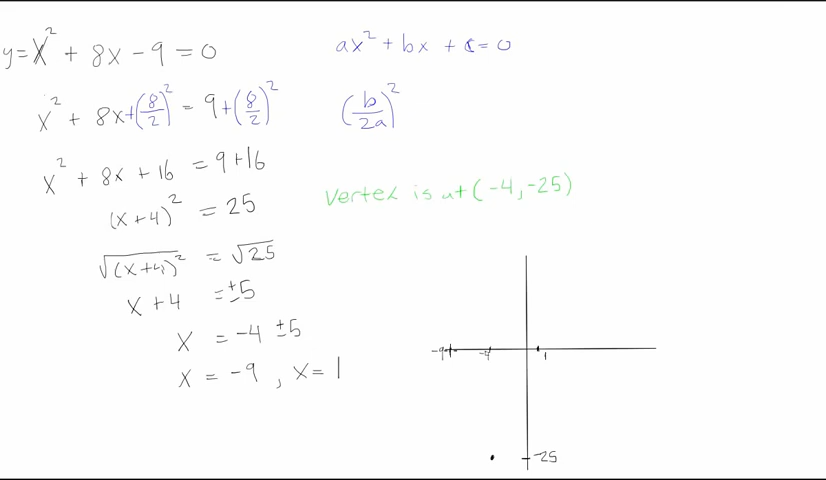 y=x² + 8x - 9 = 0
x² + 8x + (8/2)² = 9 + (8/2)²
x² + 8x + 16 = 9 + 16
(x + 4)² = 25
√(x+4)² = √25
x + 4 = ±5
x = -4 ±5
x = -9 , x = 1
ax² + bx + c = 0
(b/2a)²
Vertex is at (-4, -25)
-9 -4 1
-25